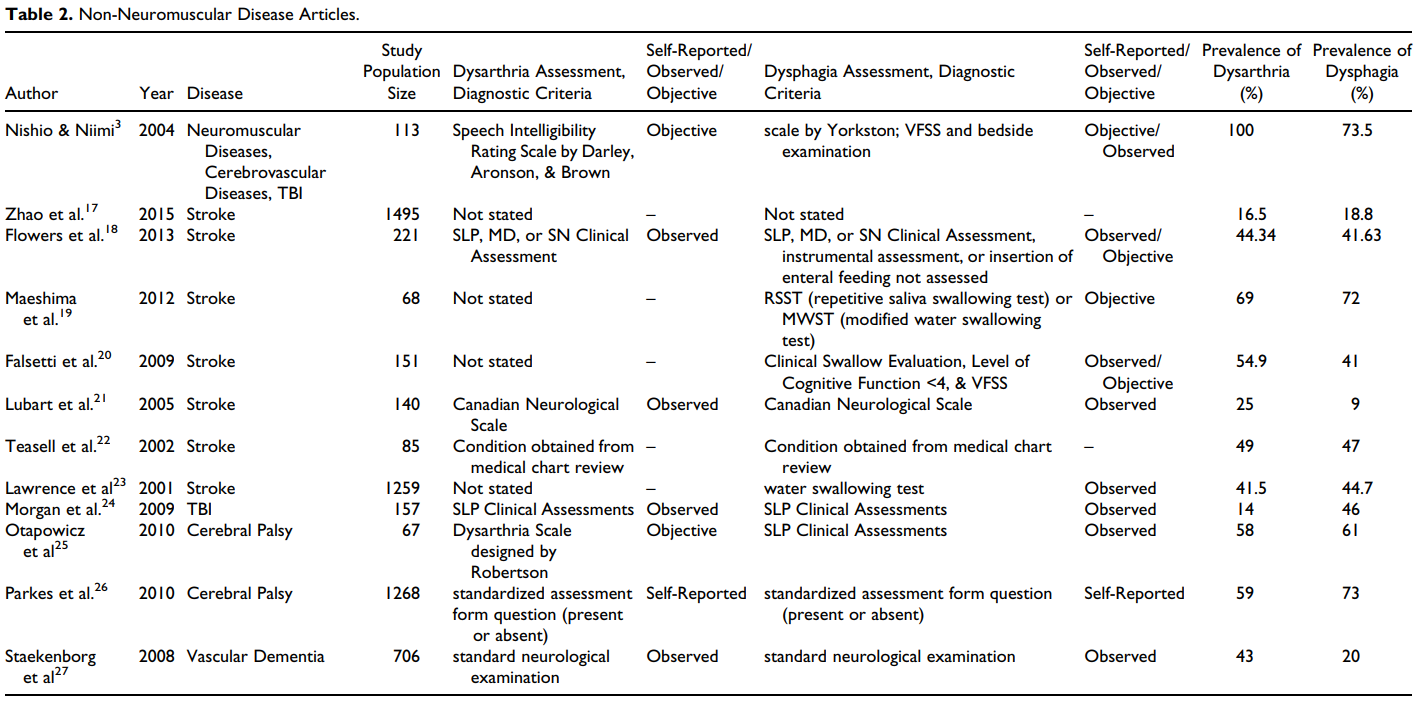 Table 2. Non-Neuromuscular Disease Articles.
Study Self-Reported/ Self-Reported/ Prevalence of Prevalence of
Population Dysarthria Assessment, Observed/ Dysphagia Assessment, Diagnostic Observed/ Dysarthria Dysphagia
Author Year Disease Size Diagnostic Criteria Objective Criteria Objective (%) (%)
Nishio & Niimi3 2004 Neuromuscular 113 Speech Intelligibility Objective scale by Yorkston; VFSS and bedside Objective/ 100 73.5
Diseases, Rating Scale by Darley, examination Observed
Cerebrovascular Aronson, & Brown
Diseases, TBI
Zhao et al.17 2015 Stroke 1495 Not stated – Not stated – 16.5 18.8
Flowers et al.18 2013 Stroke 221 SLP, MD, or SN Clinical Observed SLP, MD, or SN Clinical Assessment, Observed/ 44.34 41.63
Assessment instrumental assessment, or insertion of Objective
enteral feeding not assessed
Maeshima 2012 Stroke 68 Not stated – RSST (repetitive saliva swallowing test) or Objective 69 72
et al.19 MWST (modified water swallowing
test)
Falsetti et al.20 2009 Stroke 151 Not stated – Clinical Swallow Evaluation, Level of Observed/ 54.9 41
Cognitive Function <4, & VFSS Objective
Lubart et al.21 2005 Stroke 140 Canadian Neurological Observed Canadian Neurological Scale Observed 25 9
Scale
Teasell et al.22 2002 Stroke 85 Condition obtained from – Condition obtained from medical chart – 49 47
medical chart review review
Lawrence et al23 2001 Stroke 1259 Not stated – water swallowing test Observed 41.5 44.7
Morgan et al.24 2009 TBI 157 SLP Clinical Assessments Observed SLP Clinical Assessments Observed 14 46
Otapowicz 2010 Cerebral Palsy 67 Dysarthria Scale Objective SLP Clinical Assessments Observed 58 61
et al25 designed by
Robertson
Parkes et al.26 2010 Cerebral Palsy 1268 standardized assessment Self-Reported standardized assessment form question Self-Reported 59 73
form question (present (present or absent)
or absent)
Staekenborg 2008 Vascular Dementia 706 standard neurological Observed standard neurological examination Observed 43 20
et al27 examination